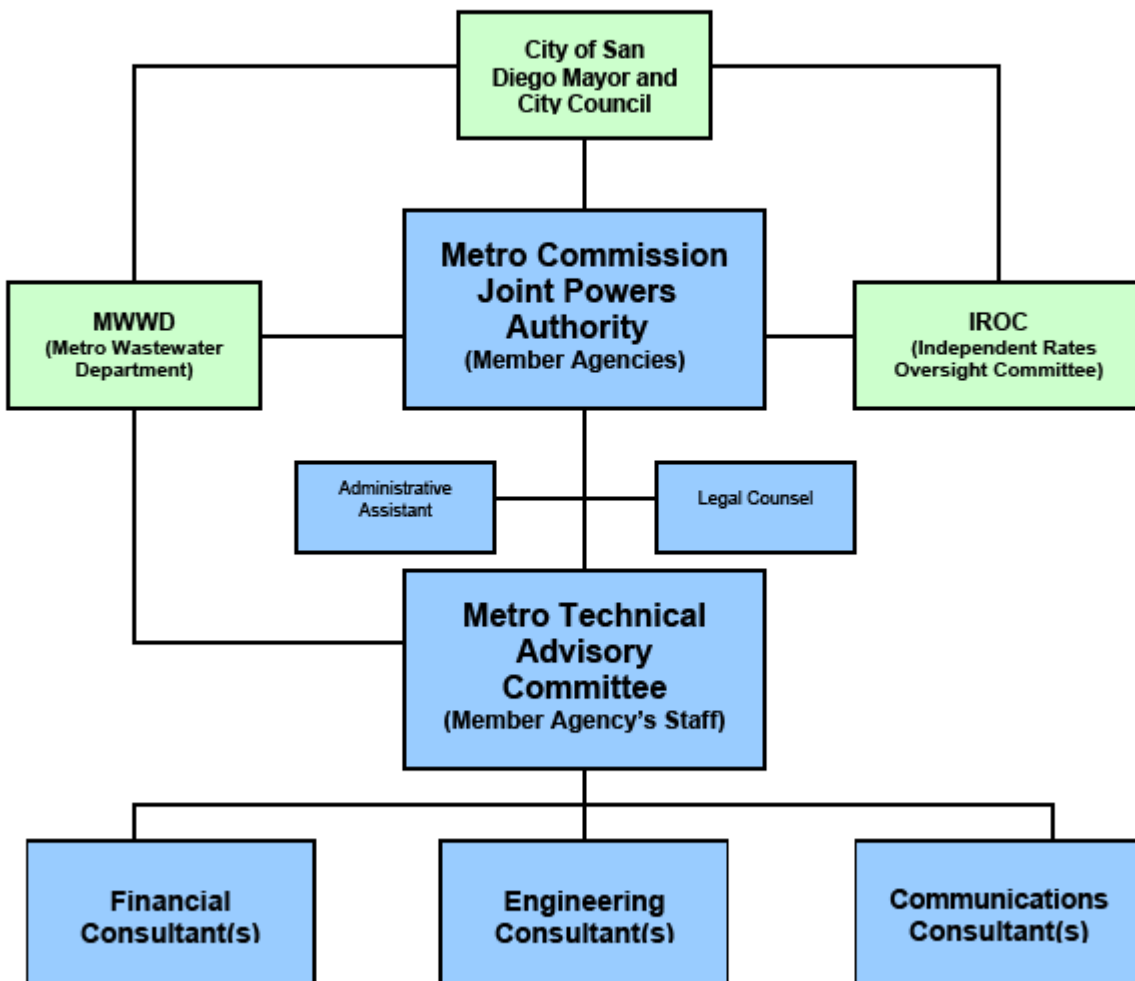 City of San
Diego Mayor and
City Council
Metro Commission
Joint Powers
Authority
(Member Agencies)
MWWD
(Metro Wastewater
Department)
IROC
(Independent Rates
Oversight Committee)
Administrative
Assistant
Legal Counsel
Metro Technical
Advisory
Committee
(Member Agency’s Staff)
Financial
Consultant(s)
Engineering
Consultant(s)
Communications
Consultant(s)